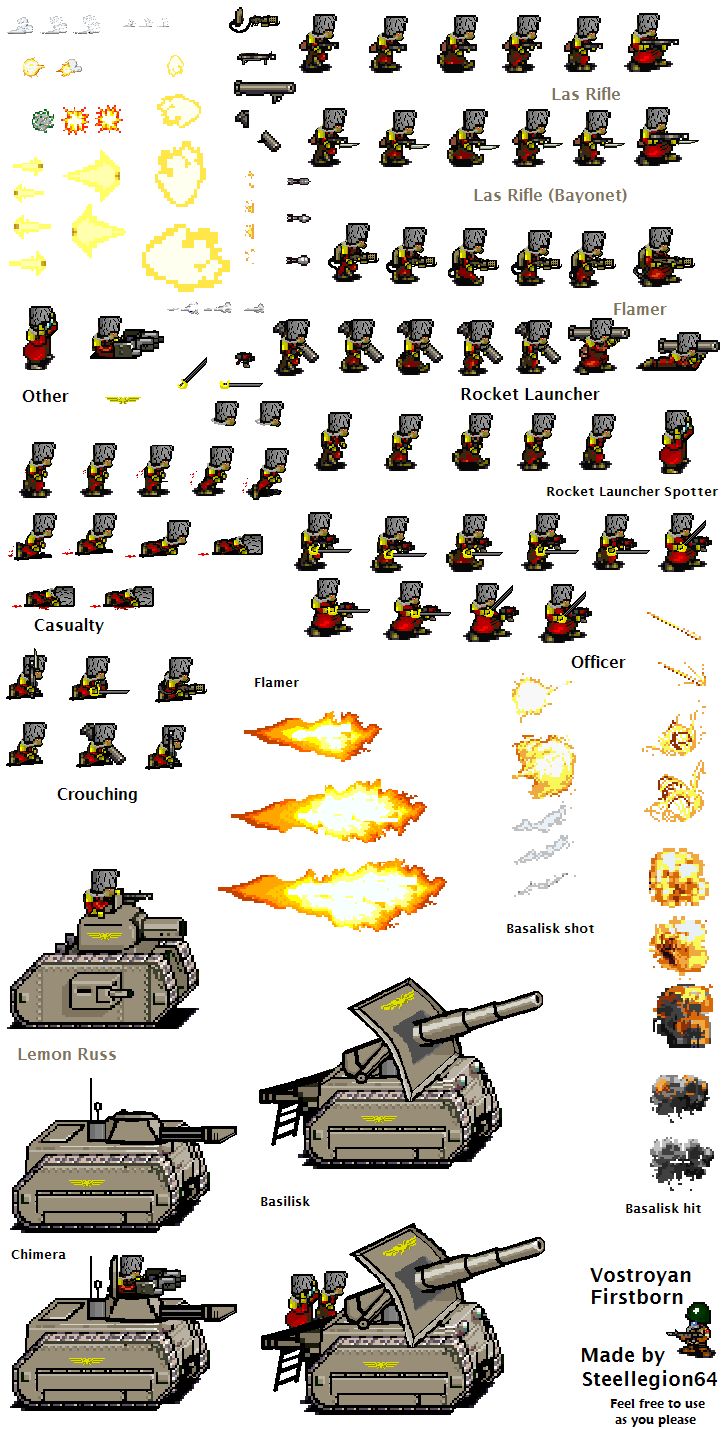 Las Rifle
Las Rifle (Bayonet)
Flamer
Other
Rocket Launcher
Rocket Launcher Spotter
Casualty
Officer
Flamer
Crouching
Basalisk shot
Lemon Russ
Basilisk
Basalisk hit
Chimera
Vostroyan
Firstborn
Made by
Steellegion64
Feel free to use
as you please